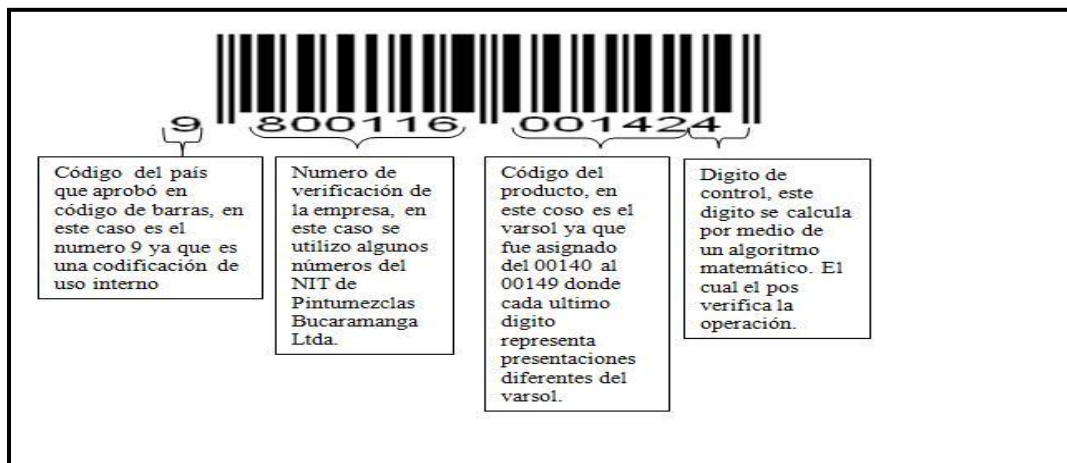 9 800116 001424
Código del país
que aprobó en
código de barras, en
este caso es el
numero 9 ya que es
una codificación de
uso interno
Numero de
verificación de
la empresa, en
este caso se
utilizo algunos
números del
NIT de
Pintumezclas
Bucaramanga
Ltda.
Código del
producto, en
este coso es el
varsol ya que
fue asignado
del 00140 al
00149 donde
cada ultimo
digito
representa
presentaciones
diferentes del
varsol.
Digito de
control, este
digito se calcula
por medio de
un algoritmo
matemático. El
cual el pos
verifica la
operación.